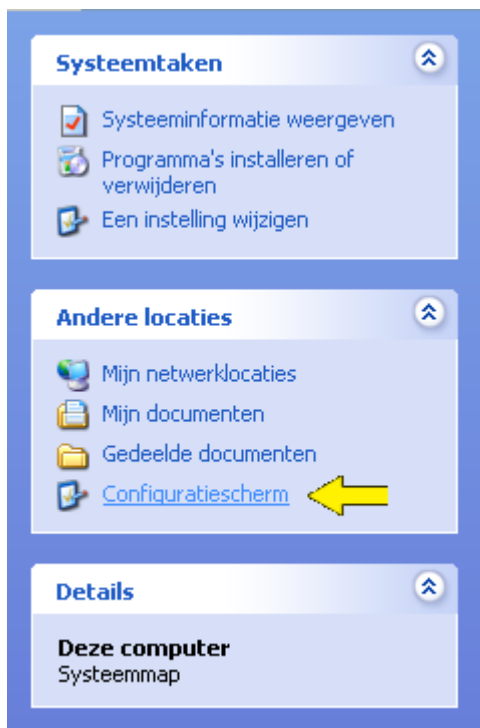 Systeemtaken
Systeeminformatie weergeven
Programma's installeren of
verwijderen
Een instelling wijzigen
Andere locaties
Mijn netwerklocaties
Mijn documenten
Gedeelde documenten
Configuratiescherm
Details
Deze computer
Systeemmap